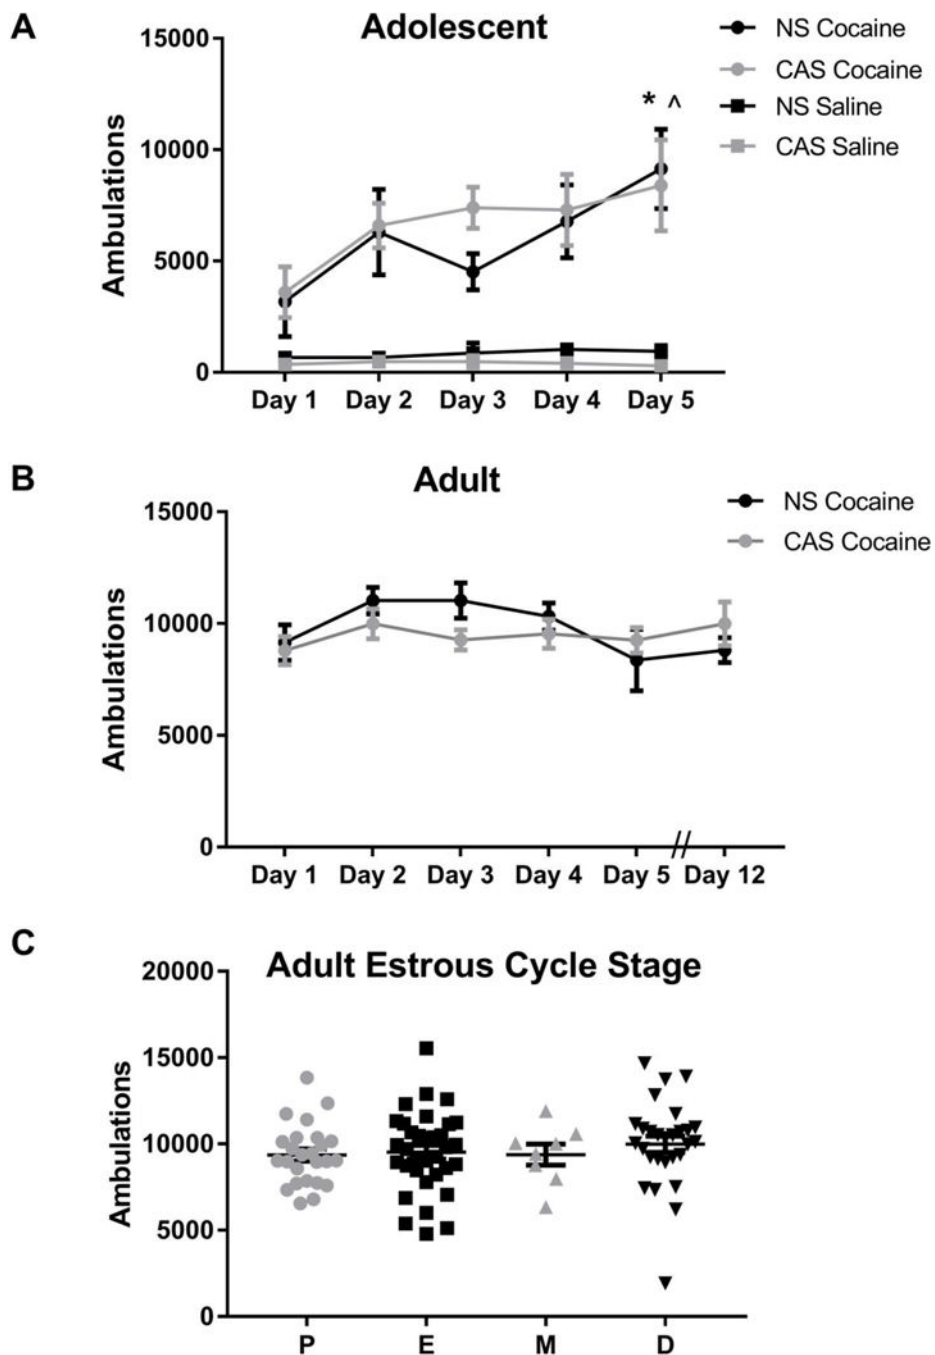 A
Adolescent
NS Cocaine
CAS Cocaine
NS Saline
CAS Saline
* ^
Ambulations
15000
10000
5000
0
Day 1 Day 2 Day 3 Day 4 Day 5
B
Adult
NS Cocaine
CAS Cocaine
Ambulations
15000
10000
5000
0
Day 1 Day 2 Day 3 Day 4 Day 5 // Day 12
C
Adult Estrous Cycle Stage
Ambulations
20000
15000
10000
5000
0
P E M D